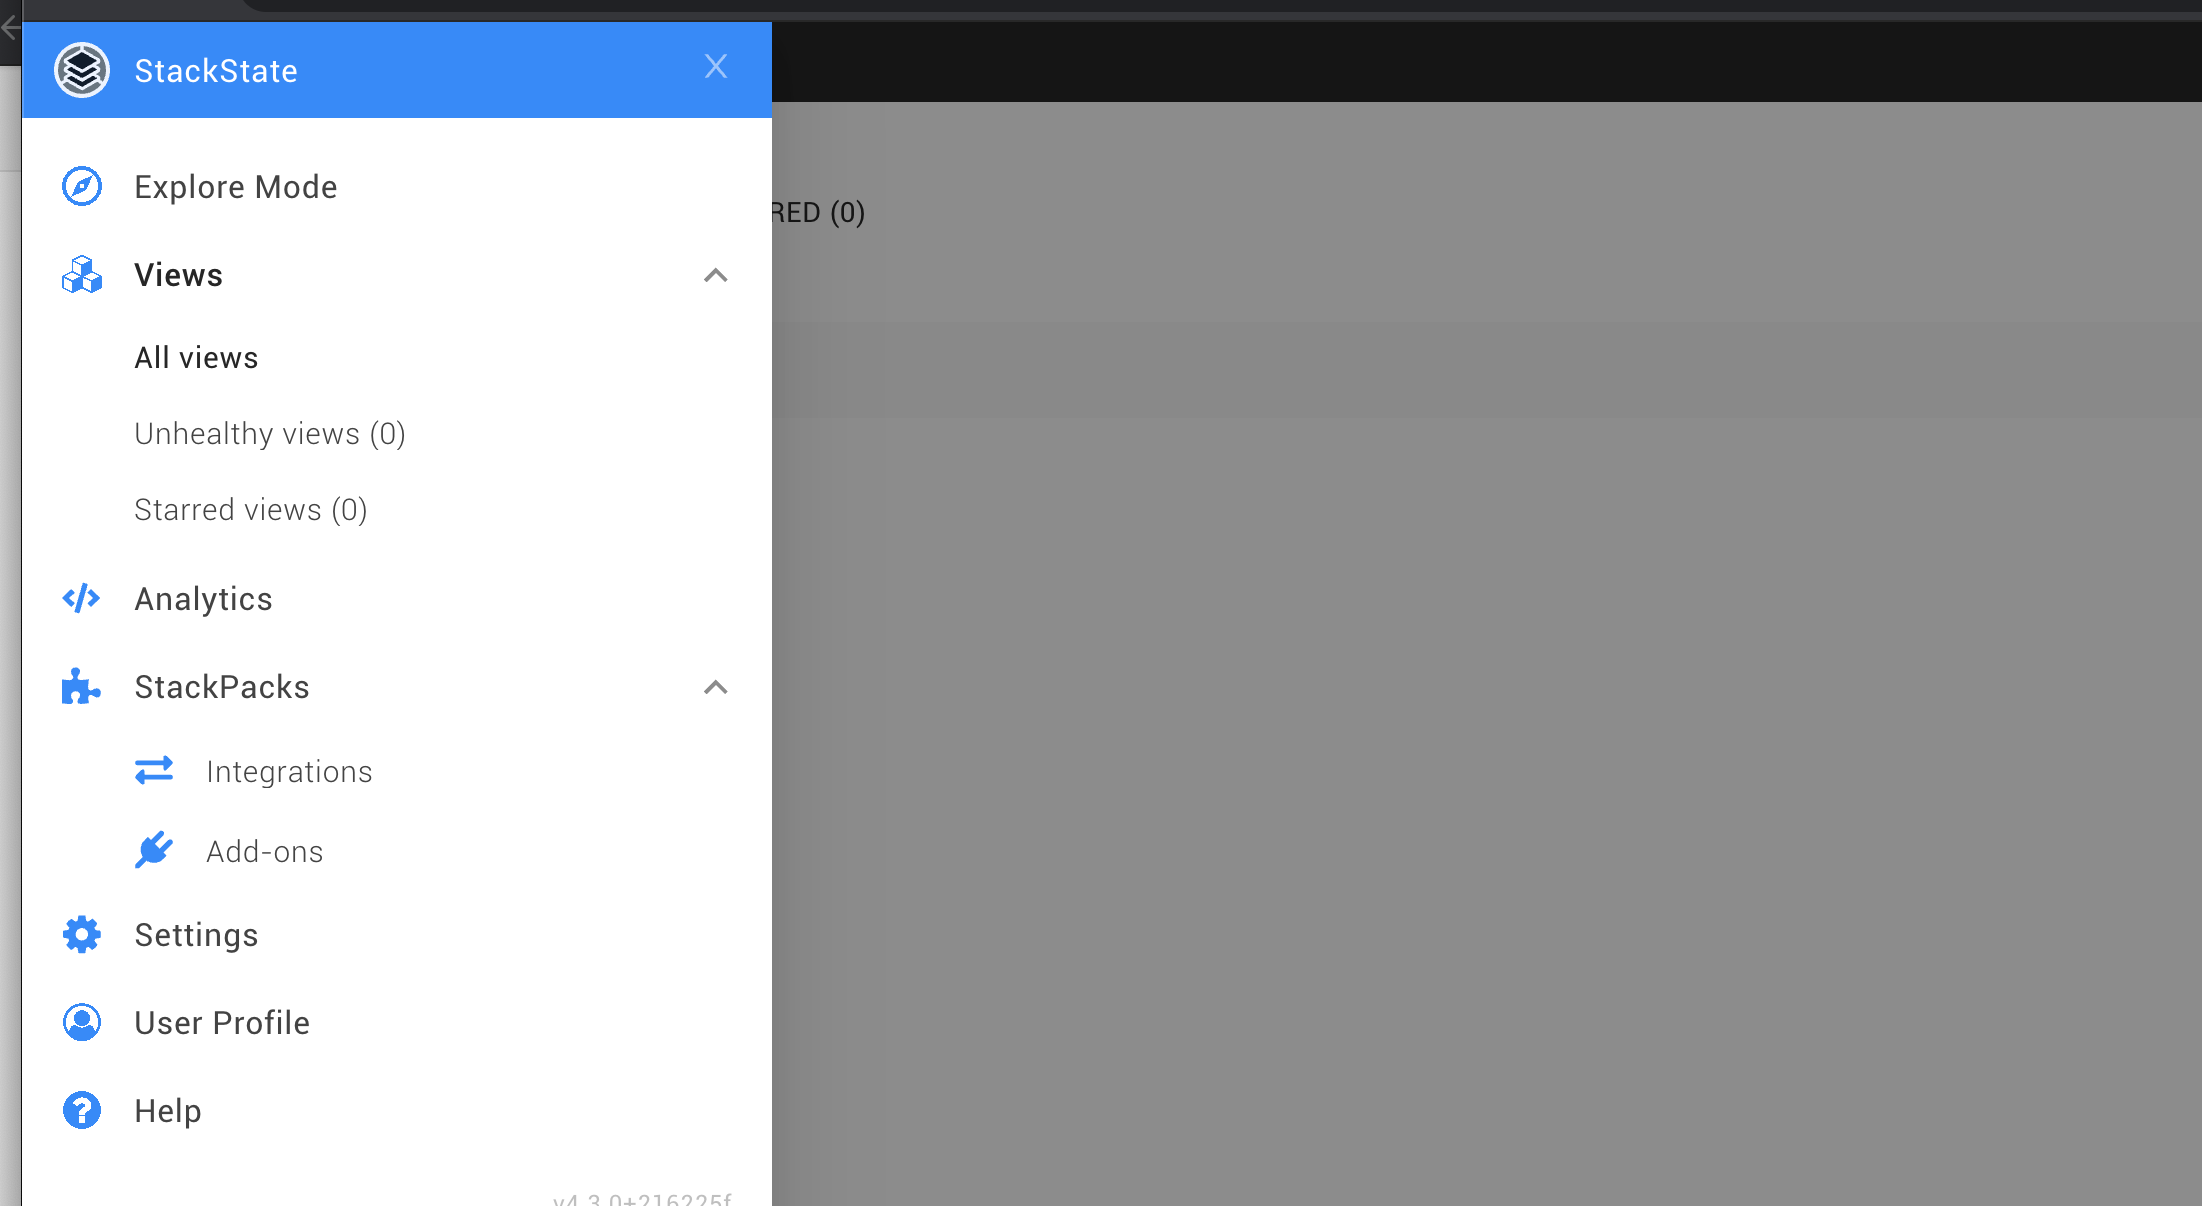 StackState
X
Explore Mode
RED (0)
Views
All views
Unhealthy views (0)
Starred views (0)
Analytics
StackPacks
Integrations
Add-ons
Settings
User Profile
Help
v4.3.0+216225f